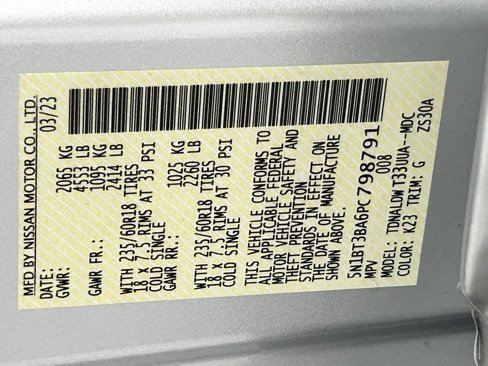 MFD BY NISSAN MOTOR CO., LTD.
DATE: 03/23
GVWR: 2065 KG
4553 LB
GAWR FR.: 1095 KG
2414 LB
WITH 235/60R18 TIRES
18 X 7.5 RIMS AT 33 PSI
COLD SINGLE
GAWR RR.: 1025 KG
2260 LB
WITH 235/60R18 TIRES
18 X 7.5 RIMS AT 30 PSI
COLD SINGLE
THIS VEHICLE CONFORMS TO
ALL APPLICABLE FEDERAL
MOTOR VEHICLE SAFETY AND
THEFT PREVENTION
STANDARDS IN EFFECT ON
THE DATE OF MANUFACTURE
SHOWN ABOVE.
5N1BT3BA6PC798791
MPV 008
MODEL: TDNALDW T33UUA--MDC
COLOR: K23 TRIM: G ZS30A